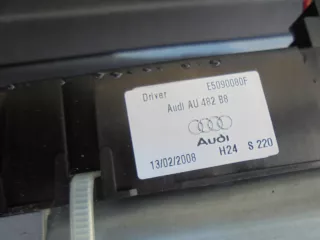 Driver E5090080F
Audi AU 482 B8
Audi
13/02/2008 H24 S 220